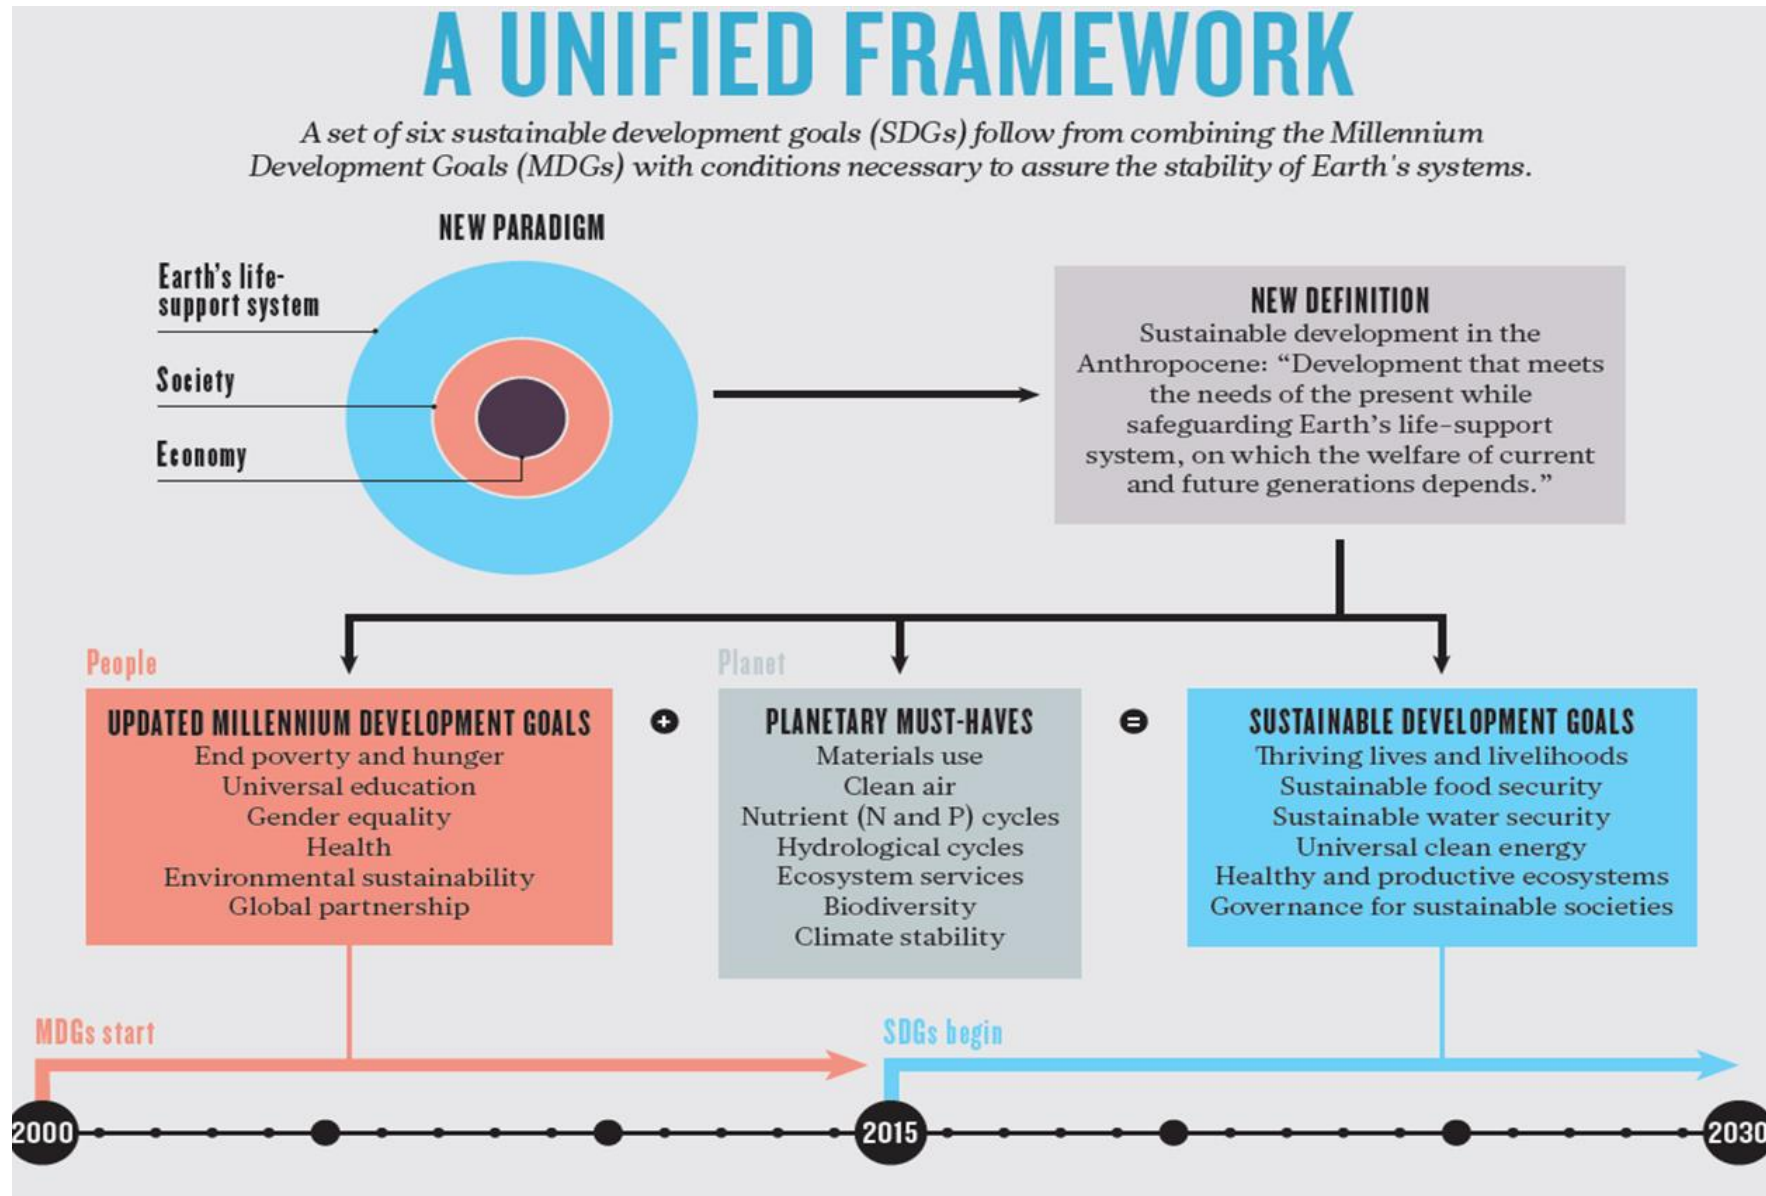 A UNIFIED FRAMEWORK
A set of six sustainable development goals (SDGs) follow from combining the Millennium
Development Goals (MDGs) with conditions necessary to assure the stability of Earth's systems.
NEW PARADIGM
Earth's life-
support system
Society
Economy
NEW DEFINITION
Sustainable development in the
Anthropocene: “Development that meets
the needs of the present while
safeguarding Earth’s life-support
system, on which the welfare of current
and future generations depends.”
People
UPDATED MILLENNIUM DEVELOPMENT GOALS
End poverty and hunger
Universal education
Gender equality
Health
Environmental sustainability
Global partnership
+
Planet
PLANETARY MUST-HAVES
Materials use
Clean air
Nutrient (N and P) cycles
Hydrological cycles
Ecosystem services
Biodiversity
Climate stability
=
SUSTAINABLE DEVELOPMENT GOALS
Thriving lives and livelihoods
Sustainable food security
Sustainable water security
Universal clean energy
Healthy and productive ecosystems
Governance for sustainable societies
MDGs start
SDGs begin
2000
2015
2030